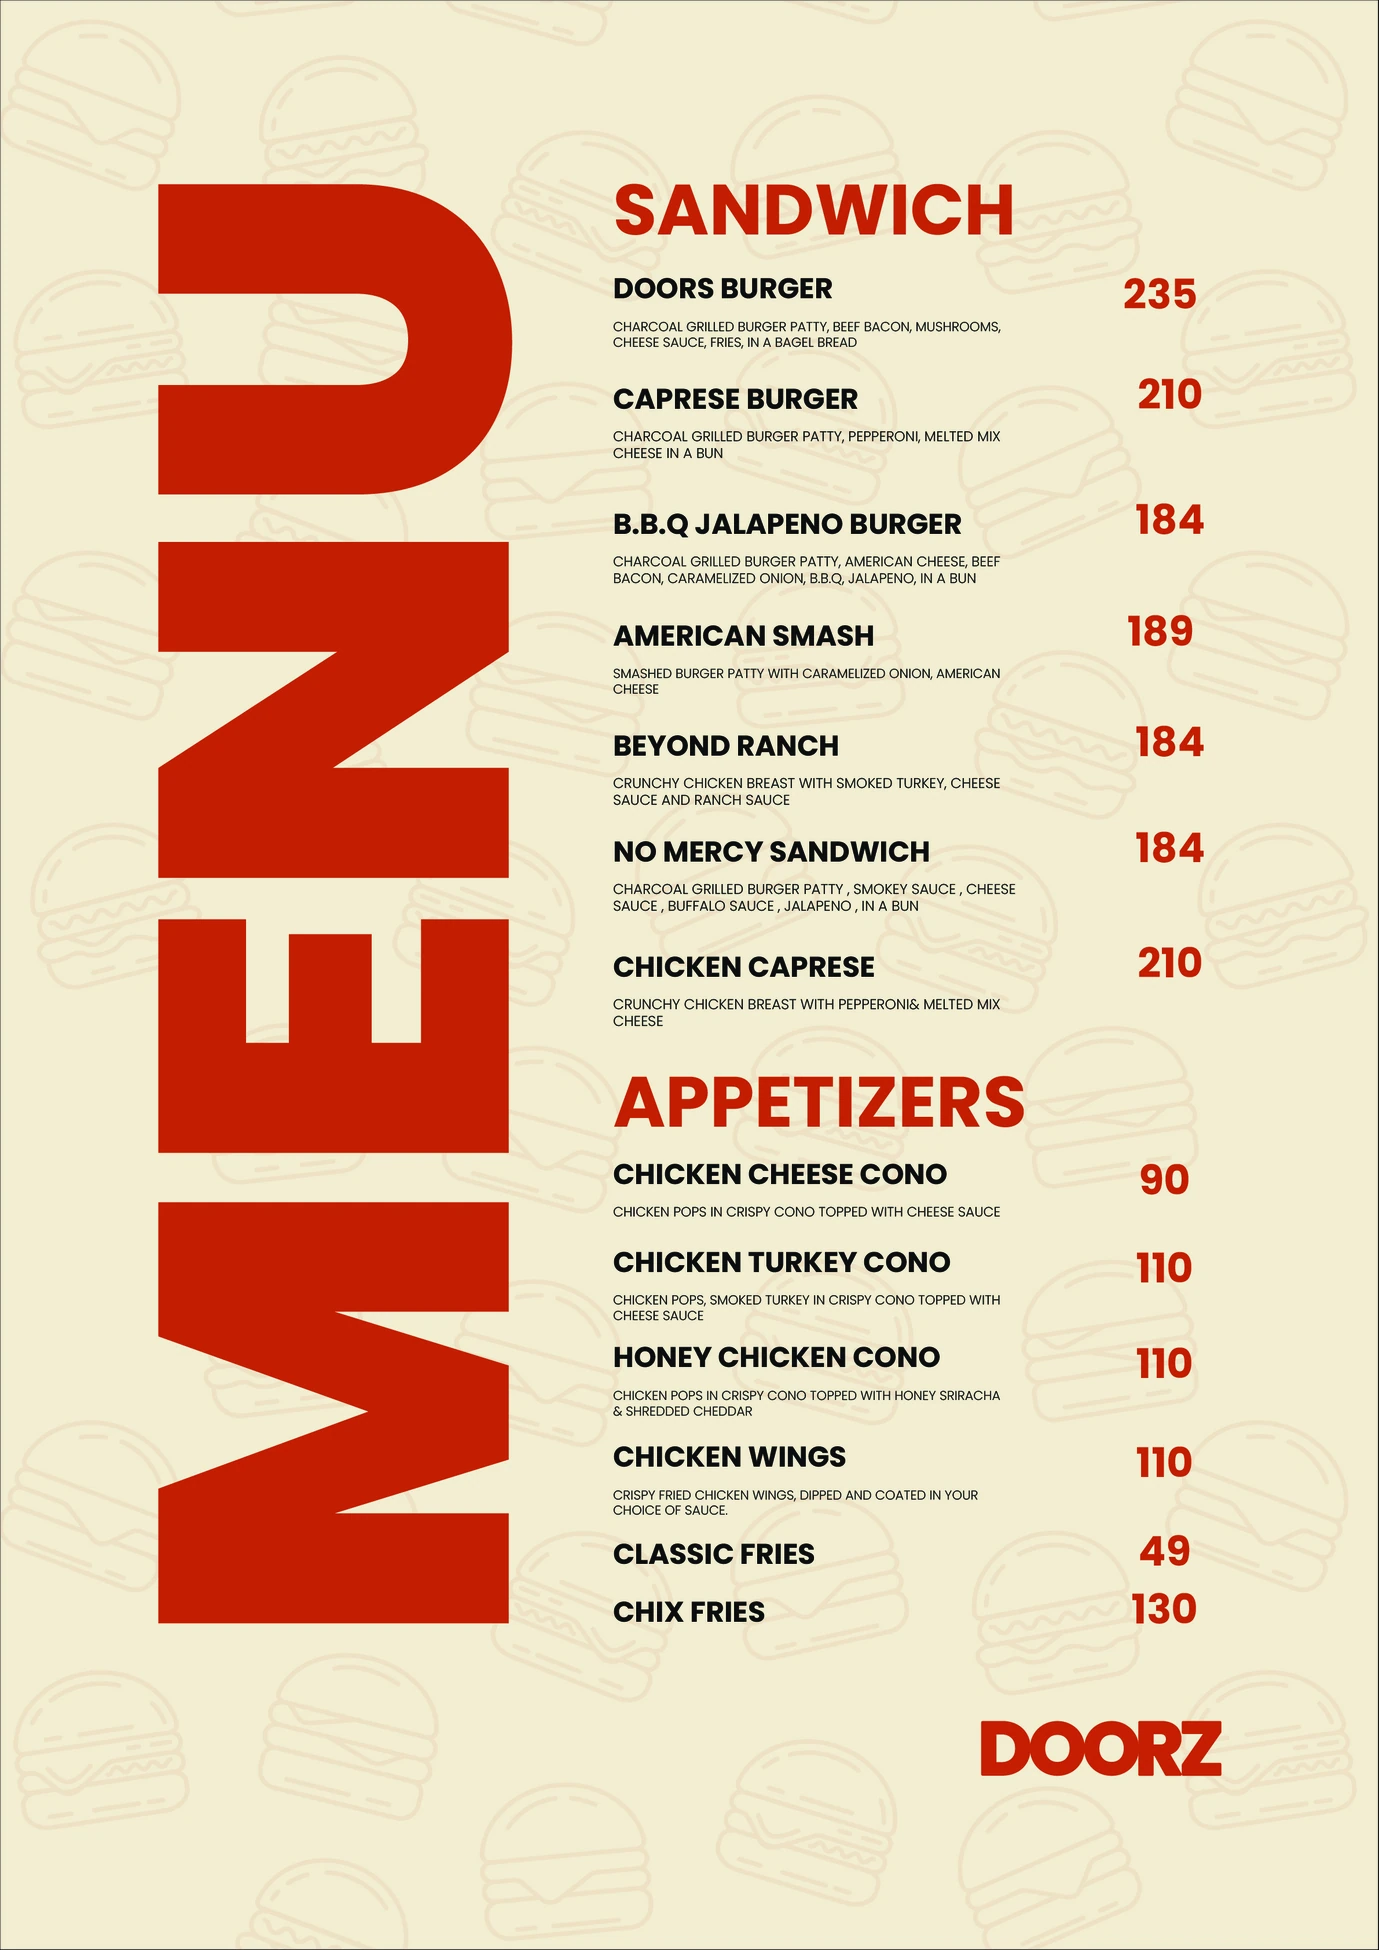 MENU
SANDWICH
DOORS BURGER 235
CHARCOAL GRILLED BURGER PATTY, BEEF BACON, MUSHROOMS,
CHEESE SAUCE, FRIES, IN A BAGEL BREAD
CAPRESE BURGER 210
CHARCOAL GRILLED BURGER PATTY, PEPPERONI, MELTED MIX
CHEESE IN A BUN
B.B.Q JALAPENO BURGER 184
CHARCOAL GRILLED BURGER PATTY, AMERICAN CHEESE, BEEF
BACON, CARAMELIZED ONION, B.B.Q, JALAPENO, IN A BUN
AMERICAN SMASH 189
SMASHED BURGER PATTY WITH CARAMELIZED ONION, AMERICAN
CHEESE
BEYOND RANCH 184
CRUNCHY CHICKEN BREAST WITH SMOKED TURKEY, CHEESE
SAUCE AND RANCH SAUCE
NO MERCY SANDWICH 184
CHARCOAL GRILLED BURGER PATTY , SMOKEY SAUCE , CHEESE
SAUCE , BUFFALO SAUCE , JALAPENO , IN A BUN
CHICKEN CAPRESE 210
CRUNCHY CHICKEN BREAST WITH PEPPERONI& MELTED MIX
CHEESE
APPETIZERS
CHICKEN CHEESE CONO 90
CHICKEN POPS IN CRISPY CONO TOPPED WITH CHEESE SAUCE
CHICKEN TURKEY CONO 110
CHICKEN POPS, SMOKED TURKEY IN CRISPY CONO TOPPED WITH
CHEESE SAUCE
HONEY CHICKEN CONO 110
CHICKEN POPS IN CRISPY CONO TOPPED WITH HONEY SRIRACHA
& SHREDDED CHEDDAR
CHICKEN WINGS 110
CRISPY FRIED CHICKEN WINGS, DIPPED AND COATED IN YOUR
CHOICE OF SAUCE.
CLASSIC FRIES 49
CHIX FRIES 130
DOORZ